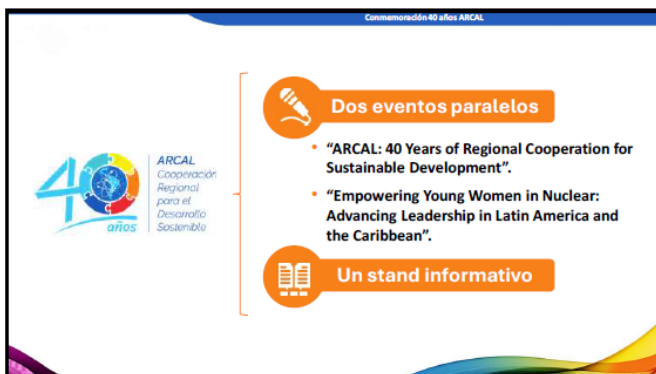 Conmemoración 40 años ARCAL
40
años
ARCAL
Cooperación
Regional
para el
Desarrollo
Sostenible
Dos eventos paralelos
• “ARCAL: 40 Years of Regional Cooperation for
Sustainable Development”.
• “Empowering Young Women in Nuclear:
Advancing Leadership in Latin America and
the Caribbean”.
Un stand informativo